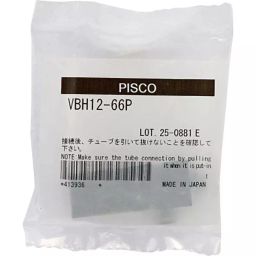 PISCO
VBH12-66P
LOT. 25-0881 E
接続後、チューブを引いて抜けないことを確認して
下さい。
NOTE Make sure the tube connection by pulling
it when it is put-in
*413936 * 1
MADE IN JAPAN